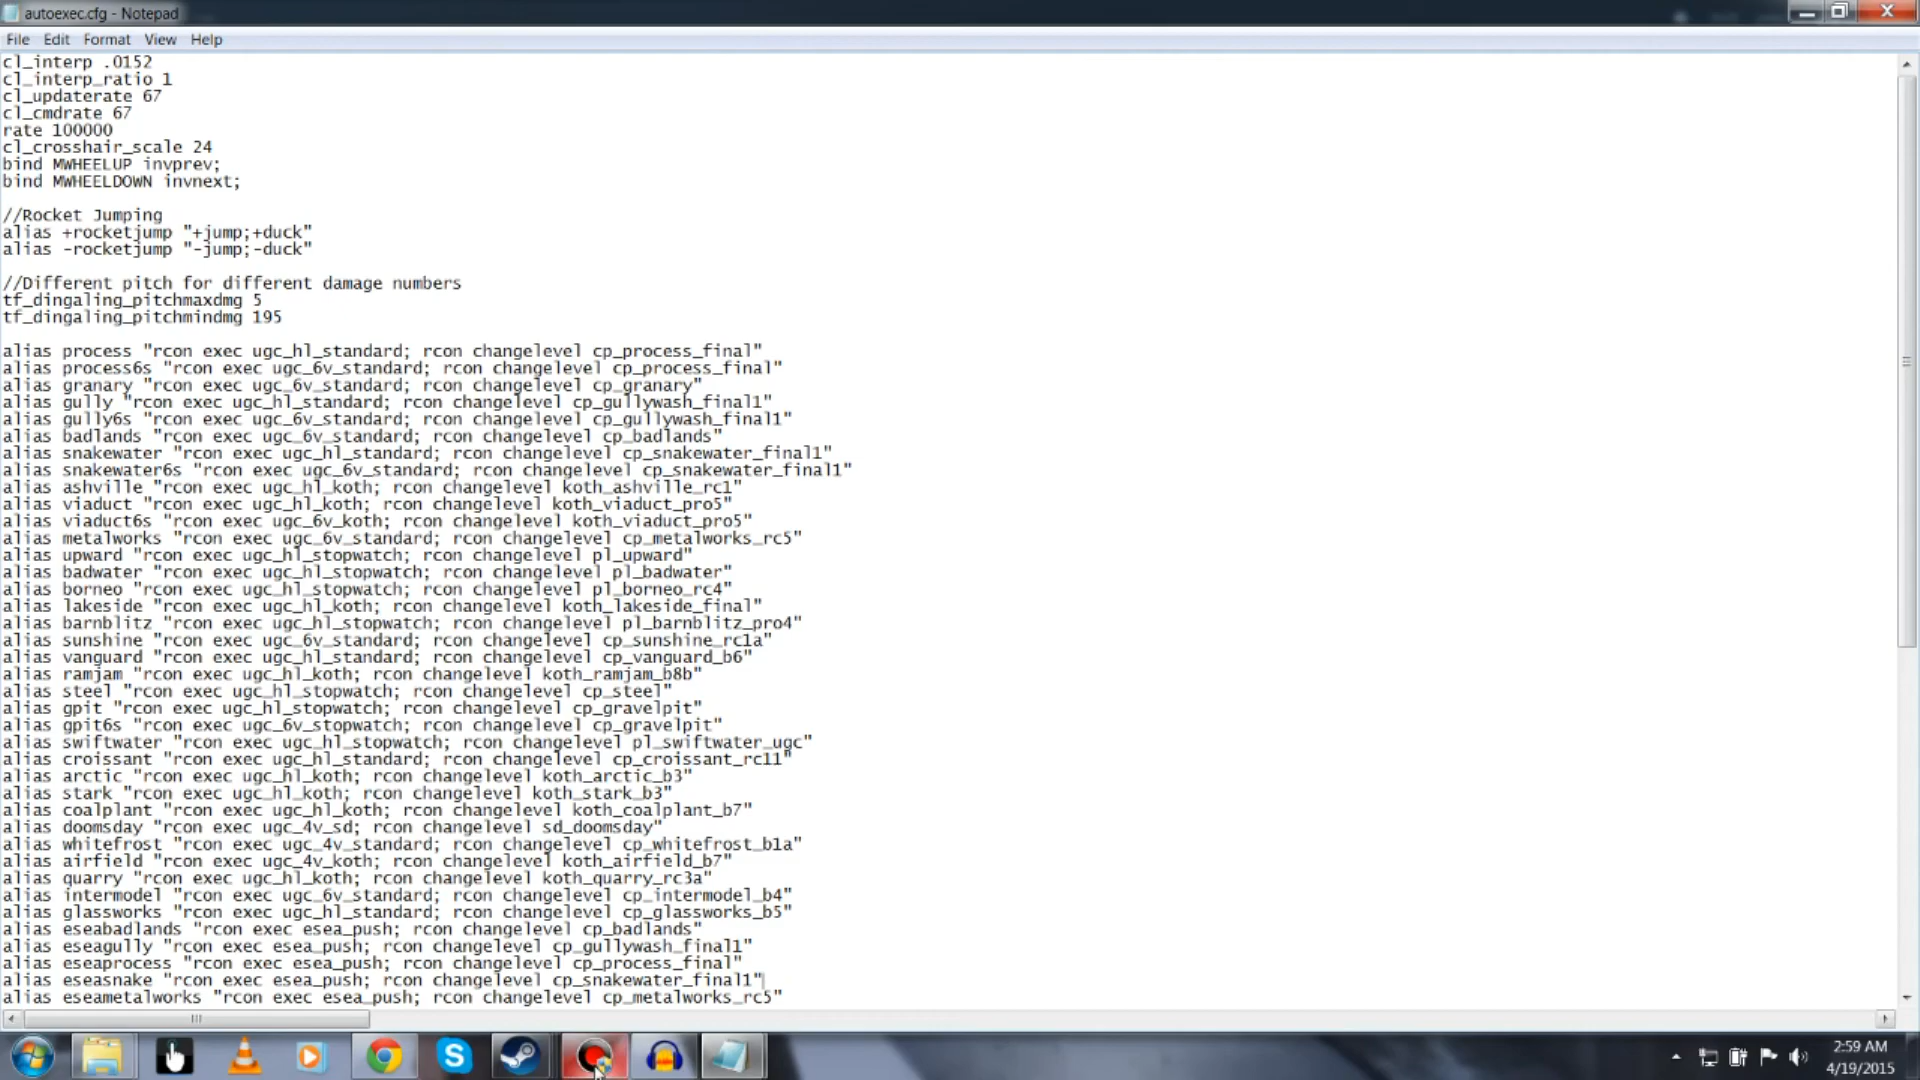 autoexec.cfg - Notepad
File Edit Format View Help
cl_interp .0152
cl_interp_ratio 1
cl_updaterate 67
cl_cmdrate 67
rate 100000
cl_crosshair_scale 24
bind MWHEELUP invprev;
bind MWHEELDOWN invnext;
//Rocket Jumping
alias +rocketjump "+jump;+duck"
alias -rocketjump "-jump;-duck"
//Different pitch for different damage numbers
tf_dingaling_pitchmaxdmg 5
tf_dingaling_pitchmindmg 195
alias process "rcon exec ugc_hl_standard; rcon changelevel cp_process_final"
alias process6s "rcon exec ugc_6v_standard; rcon changelevel cp_process_final"
alias granary "rcon exec ugc_6v_standard; rcon changelevel cp_granary"
alias gully "rcon exec ugc_hl_standard; rcon changelevel cp_gullywash_final1"
alias gully6s "rcon exec ugc_6v_standard; rcon changelevel cp_gullywash_final1"
alias badlands "rcon exec ugc_6v_standard; rcon changelevel cp_badlands"
alias snakewater "rcon exec ugc_hl_standard; rcon changelevel cp_snakewater_final1"
alias snakewater6s "rcon exec ugc_6v_standard; rcon changelevel cp_snakewater_final1"
alias ashville "rcon exec ugc_hl_koth; rcon changelevel koth_ashville_rc1"
alias viaduct "rcon exec ugc_hl_koth; rcon changelevel koth_viaduct_pro5"
alias viaduct6s "rcon exec ugc_6v_koth; rcon changelevel koth_viaduct_pro5"
alias metalworks "rcon exec ugc_6v_standard; rcon changelevel cp_metalworks_rc5"
alias upward "rcon exec ugc_hl_stopwatch; rcon changelevel pl_upward"
alias badwater "rcon exec ugc_hl_stopwatch; rcon changelevel pl_badwater"
alias borneo "rcon exec ugc_hl_stopwatch; rcon changelevel pl_borneo_rc4"
alias lakeside "rcon exec ugc_hl_koth; rcon changelevel koth_lakeside_final"
alias barnblitz "rcon exec ugc_hl_stopwatch; rcon changelevel pl_barnblitz_pro4"
alias sunshine "rcon exec ugc_6v_standard; rcon changelevel cp_sunshine_rc1a"
alias vanguard "rcon exec ugc_hl_standard; rcon changelevel cp_vanguard_b6"
alias ramjam "rcon exec ugc_hl_koth; rcon changelevel koth_ramjam_b8b"
alias steel "rcon exec ugc_hl_stopwatch; rcon changelevel cp_steel"
alias gpit "rcon exec ugc_hl_stopwatch; rcon changelevel cp_gravelpit"
alias gpit6s "rcon exec ugc_6v_stopwatch; rcon changelevel cp_gravelpit"
alias swiftwater "rcon exec ugc_hl_stopwatch; rcon changelevel pl_swiftwater_ugc"
alias croissant "rcon exec ugc_hl_standard; rcon changelevel cp_croissant_rc11"
alias arctic "rcon exec ugc_hl_koth; rcon changelevel koth_arctic_b3"
alias stark "rcon exec ugc_hl_koth; rcon changelevel koth_stark_b3"
alias coalplant "rcon exec ugc_hl_koth; rcon changelevel koth_coalplant_b7"
alias doomsday "rcon exec ugc_4v_sd; rcon changelevel sd_doomsday"
alias whitefrost "rcon exec ugc_4v_standard; rcon changelevel cp_whitefrost_b1a"
alias airfield "rcon exec ugc_4v_koth; rcon changelevel koth_airfield_b7"
alias quarry "rcon exec ugc_hl_koth; rcon changelevel koth_quarry_rc3a"
alias intermodel "rcon exec ugc_6v_standard; rcon changelevel cp_intermodel_b4"
alias glassworks "rcon exec ugc_hl_standard; rcon changelevel cp_glassworks_b5"
alias eseabadlands "rcon exec esea_push; rcon changelevel cp_badlands"
alias eseagully "rcon exec esea_push; rcon changelevel cp_gullywash_final1"
alias eseaprocess "rcon exec esea_push; rcon changelevel cp_process_final"
alias eseasnake "rcon exec esea_push; rcon changelevel cp_snakewater_final1"
alias eseametalworks "rcon exec esea_push; rcon changelevel cp_metalworks_rc5"
2:59 AM
4/19/2015